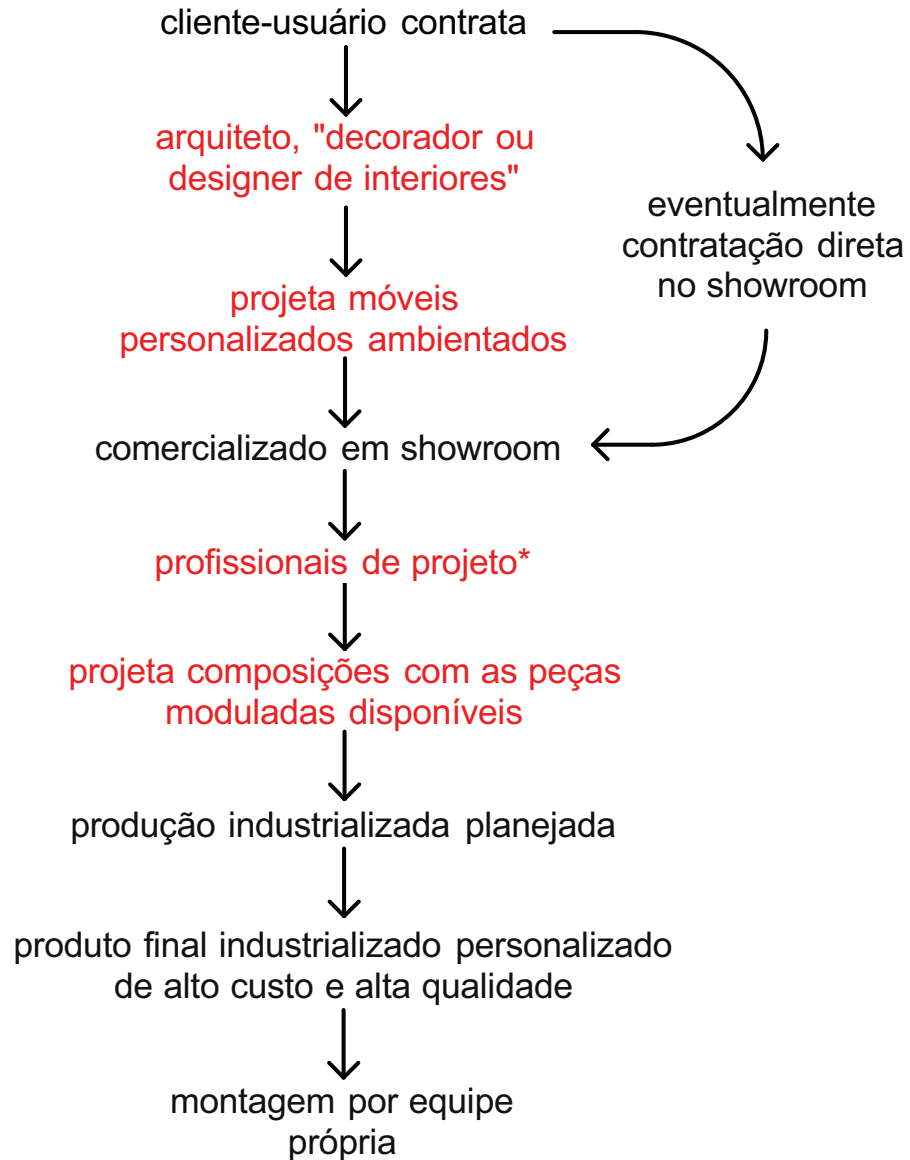 cliente-usuário contrata
arquiteto, "decorador ou
designer de interiores"
eventualmente
contratação direta
no showroom
projeta móveis
personalizados ambientados
comercializado em showroom
profissionais de projeto*
projeta composições com as peças
moduladas disponíveis
produção industrializada planejada
produto final industrializado personalizado
de alto custo e alta qualidade
montagem por equipe
própria